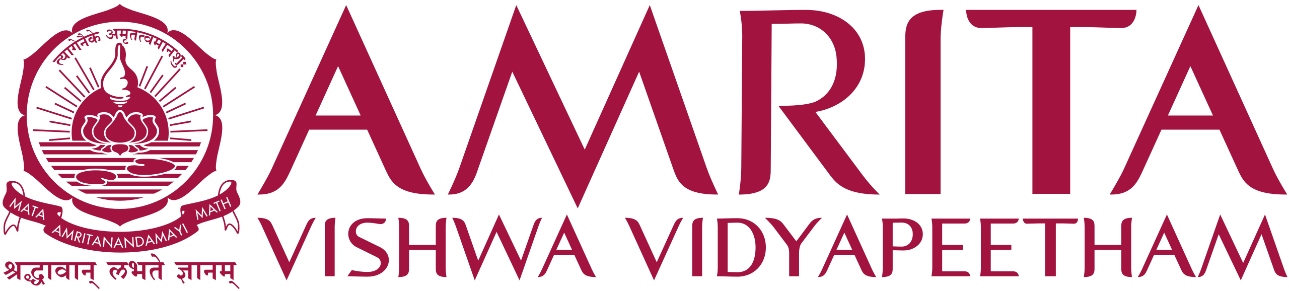 त्यागेनैके अमृतत्वमानशुः
MATA AMRITANANDAMAYI MATH
श्रद्धावान् लभते ज्ञानम्
AMRITA
VISHWA VIDYAPEETHAM